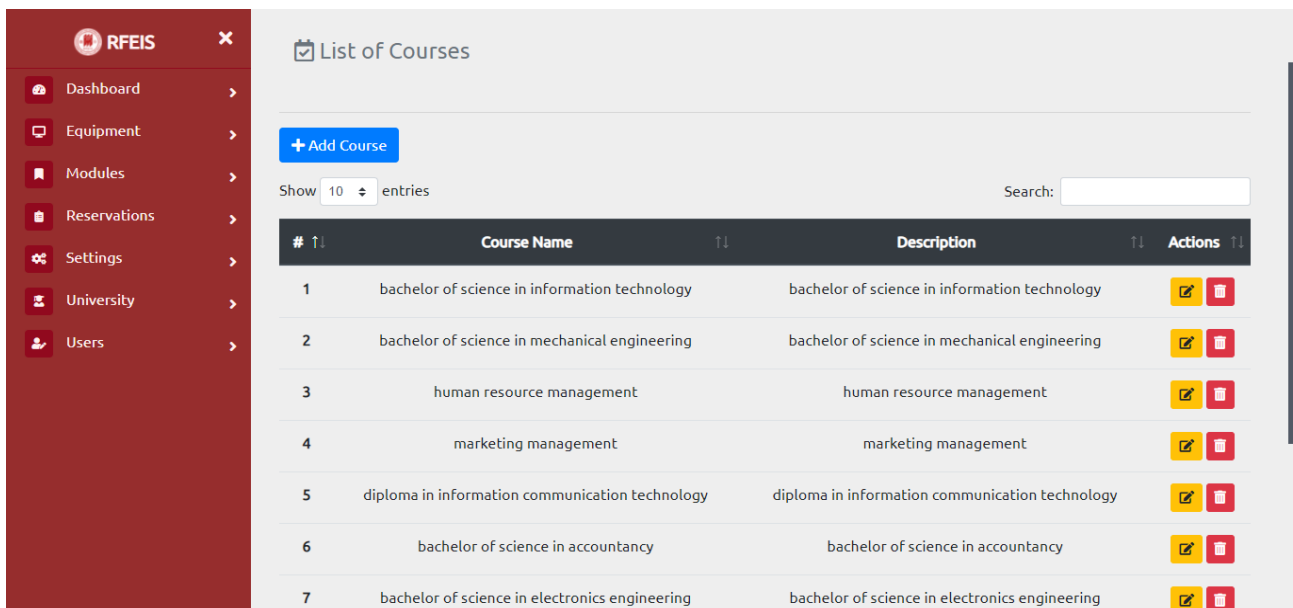 RFEIS
Dashboard
Equipment
Modules
Reservations
Settings
University
Users
List of Courses
Add Course
Show 10 entries
Search:
# Course Name Description Actions
1 bachelor of science in information technology bachelor of science in information technology
2 bachelor of science in mechanical engineering bachelor of science in mechanical engineering
3 human resource management human resource management
4 marketing management marketing management
5 diploma in information communication technology diploma in information communication technology
6 bachelor of science in accountancy bachelor of science in accountancy
7 bachelor of science in electronics engineering bachelor of science in electronics engineering